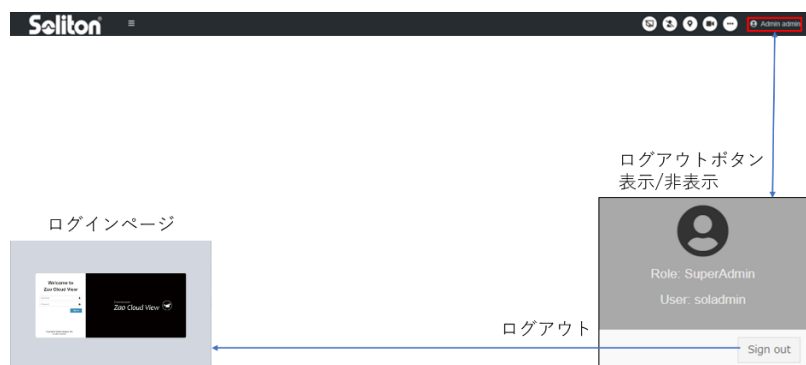 Soliton
Admin admin
ログアウトボタン
表示/非表示
ログインページ
Role: SuperAdmin
User: soladmin
Welcome to
Zao Cloud View
Zao Cloud View
ログアウト
Sign out